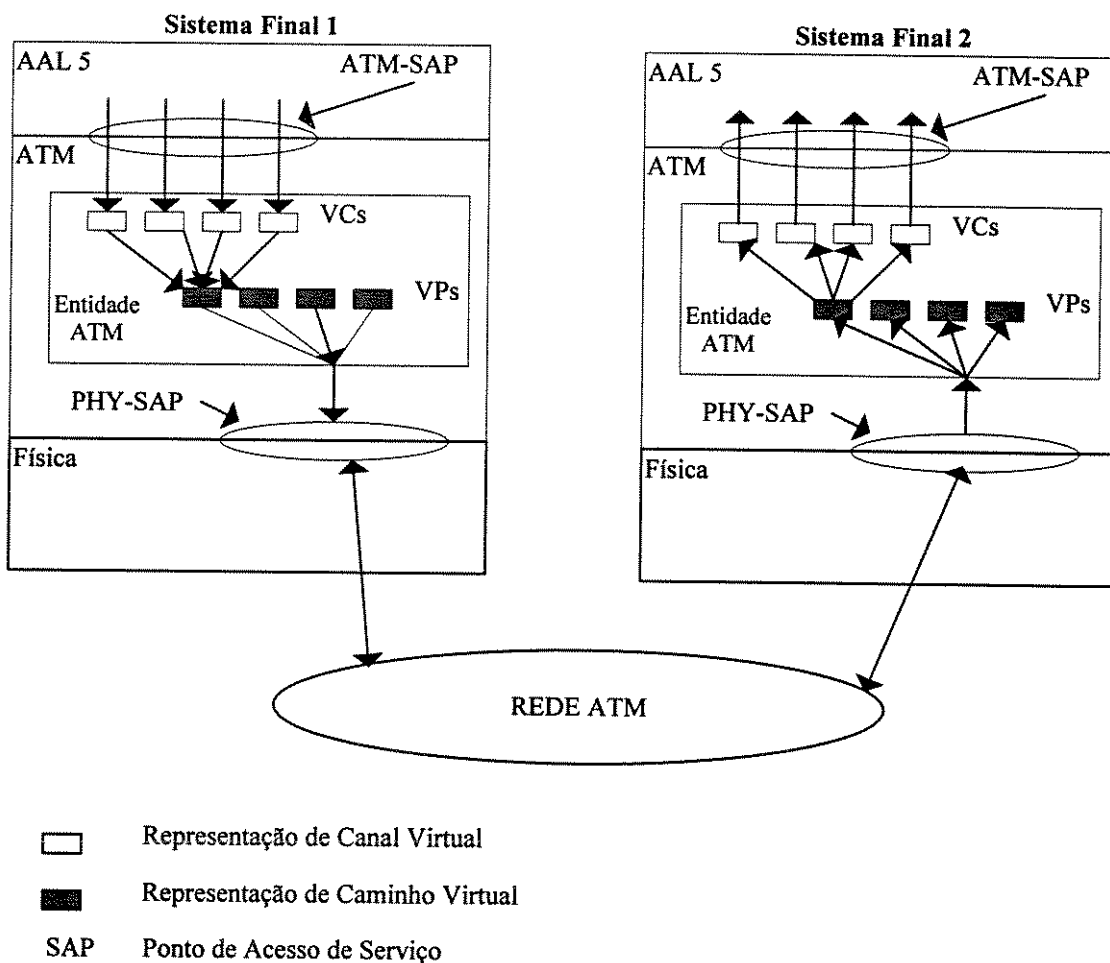 Sistema Final 1
AAL 5
ATM-SAP
ATM
VCs
VPs
Entidade
ATM
PHY-SAP
Física
Sistema Final 2
AAL 5
ATM-SAP
ATM
VCs
VPs
Entidade
ATM
PHY-SAP
Física
REDE ATM
Representação de Canal Virtual
Representação de Caminho Virtual
SAP Ponto de Acesso de Serviço